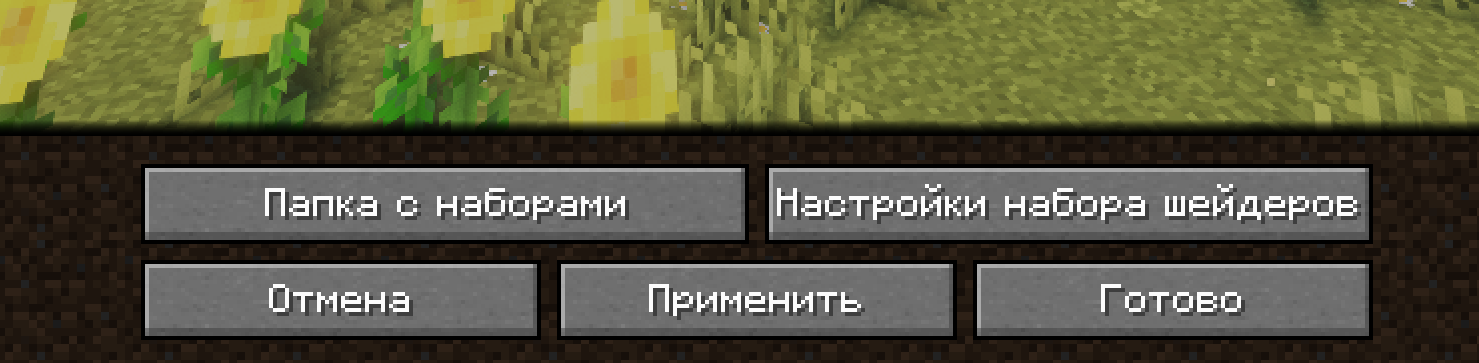 Папка с наборами
Настройки набора шейдеров
Отмена
Применить
Готово